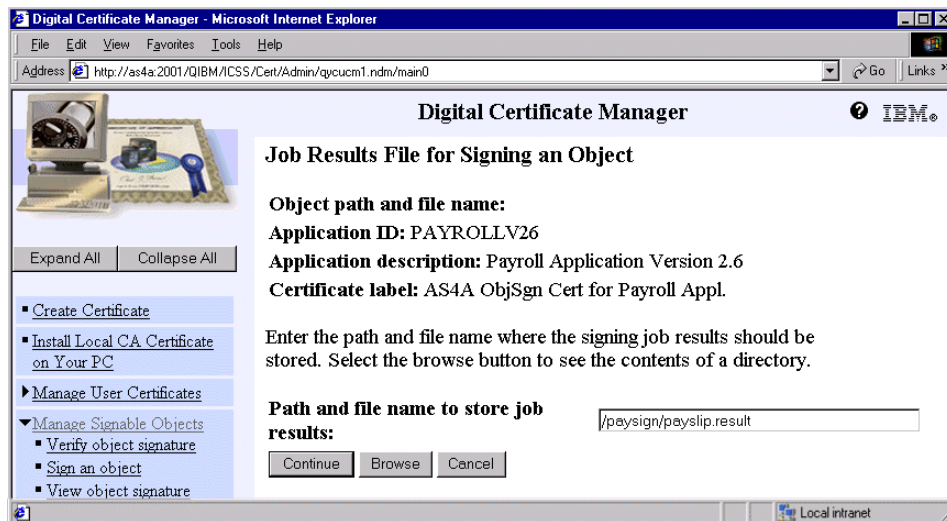 Digital Certificate Manager - Microsoft Internet Explorer
File Edit View Favorites Tools Help
Address http://as4a:2001/QIBM/ICSS/Cert/Admin/qycucm1.ndm/main0 Go Links »
Digital Certificate Manager
IBM®
Expand All Collapse All
Create Certificate
Install Local CA Certificate
on Your PC
Manage User Certificates
Manage Signable Objects
Verify object signature
Sign an object
View object signature
Job Results File for Signing an Object
Object path and file name:
Application ID: PAYROLLV26
Application description: Payroll Application Version 2.6
Certificate label: AS4A ObjSgn Cert for Payroll Appl.
Enter the path and file name where the signing job results should be
stored. Select the browse button to see the contents of a directory.
Path and file name to store job
results:
/paysign/payslip.result
Continue Browse Cancel
Local intranet